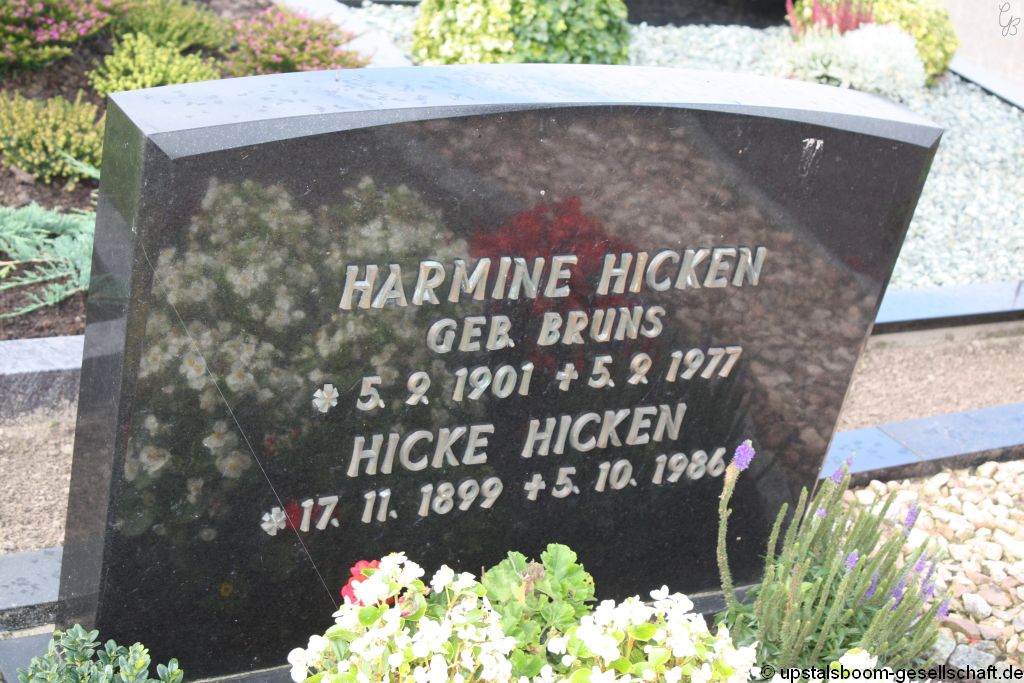 HARMINE HICKEN
GEB. BRUNS
5. 9. 1901 + 5. 9. 1977
HICKE HICKEN
17. 11. 1899 + 5. 10. 1986
© upstalsboom-gesellschaft.de